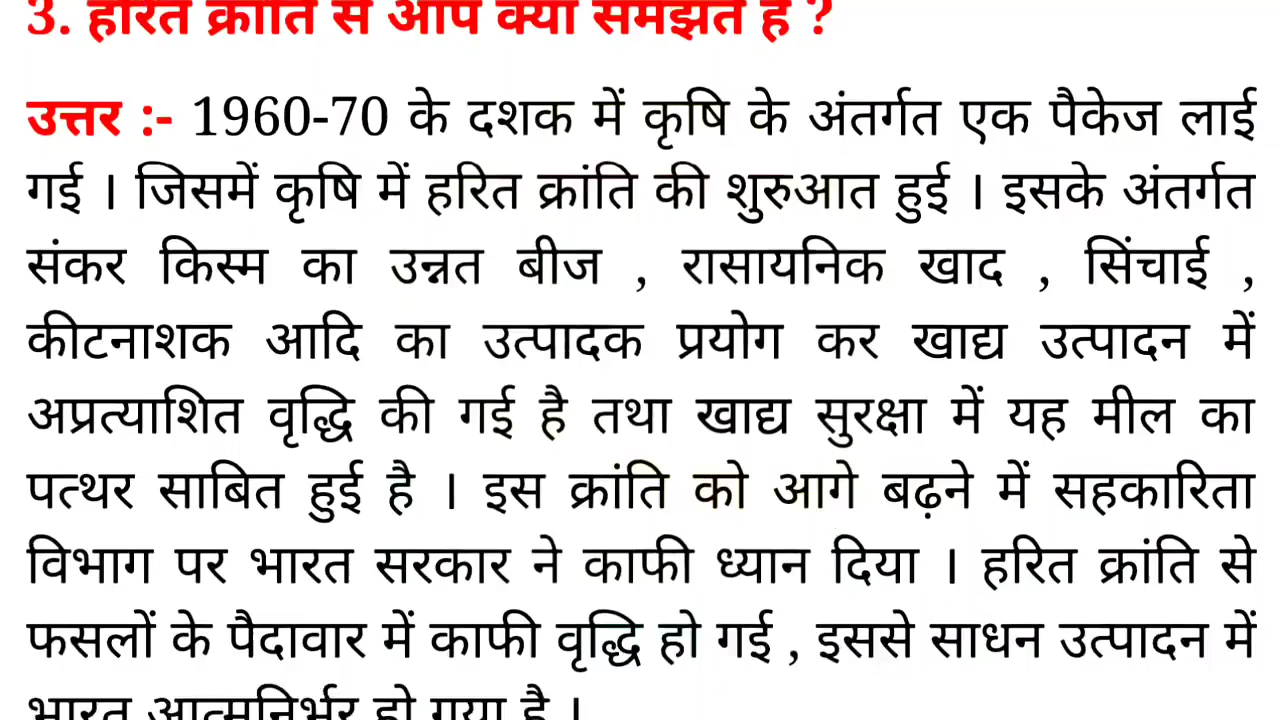 3. हरित क्रांति से आप क्या समझते है ?
उत्तर :- 1960-70 के दशक में कृषि के अंतर्गत एक पैकेज लाई
गई । जिसमें कृषि में हरित क्रांति की शुरुआत हुई । इसके अंतर्गत
संकर किस्म का उन्नत बीज , रासायनिक खाद , सिंचाई ,
कीटनाशक आदि का उत्पादक प्रयोग कर खाद्य उत्पादन में
अप्रत्याशित वृद्धि की गई है तथा खाद्य सुरक्षा में यह मील का
पत्थर साबित हुई है । इस क्रांति को आगे बढ़ने में सहकारिता
विभाग पर भारत सरकार ने काफी ध्यान दिया । हरित क्रांति से
फसलों के पैदावार में काफी वृद्धि हो गई , इससे साधन उत्पादन में
भारत आत्मनिर्भर हो गया है ।